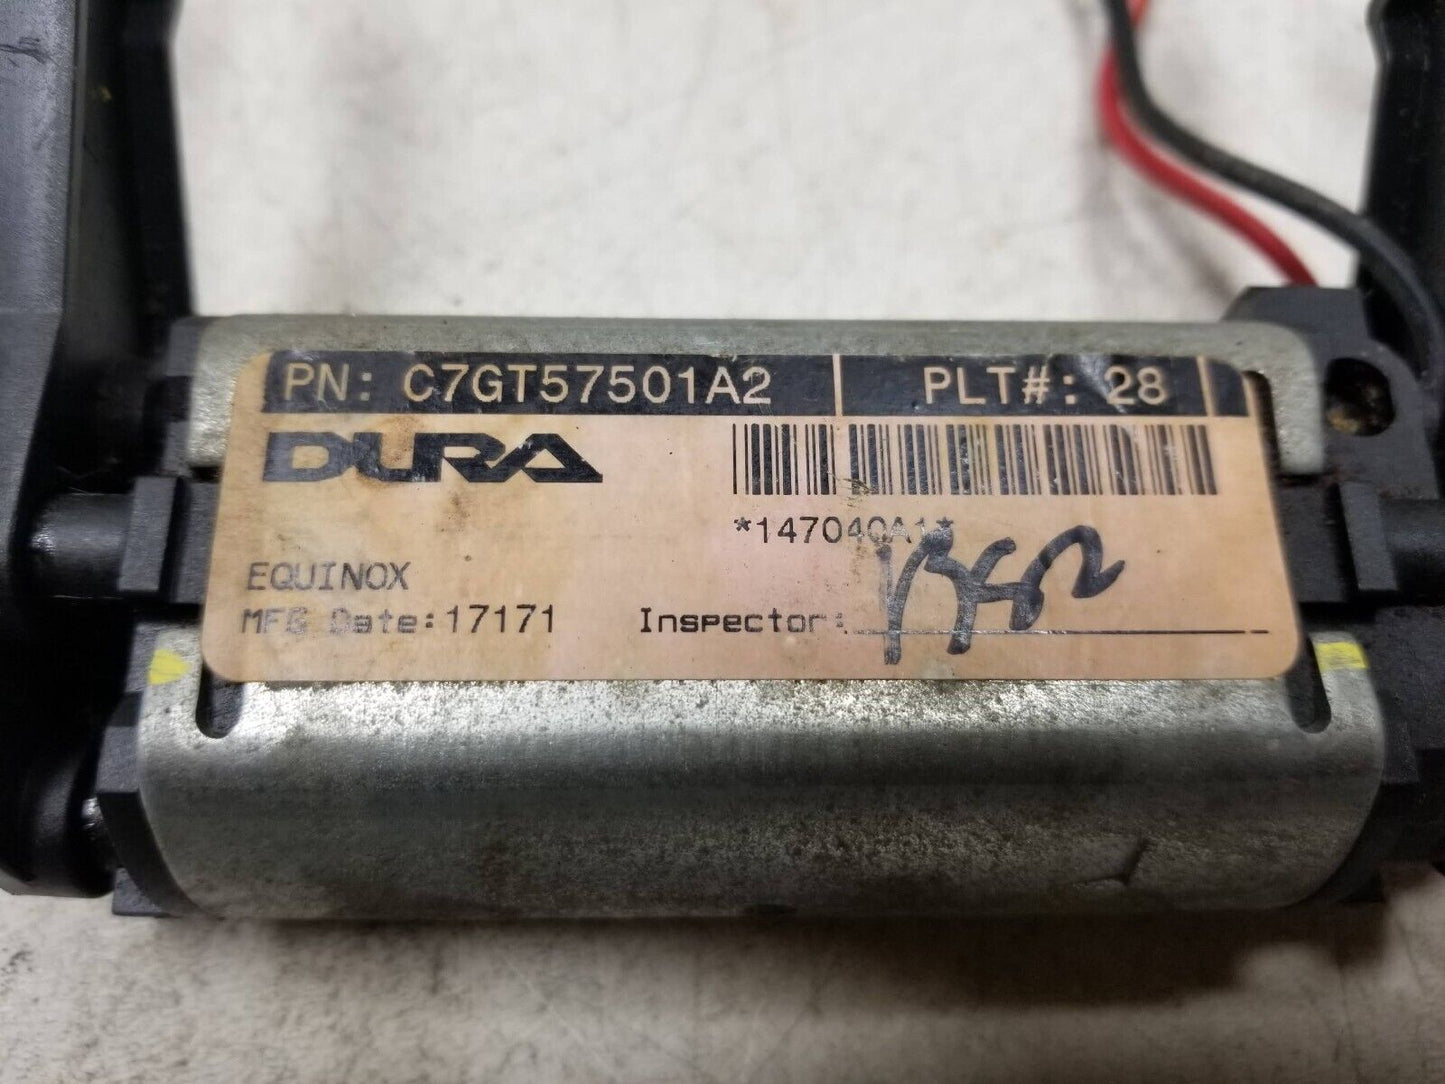 PN: C7GT57501A2 PLT#: 28
DURA
*147040A1*
EQUINOX
MFG Date:17171 Inspector: